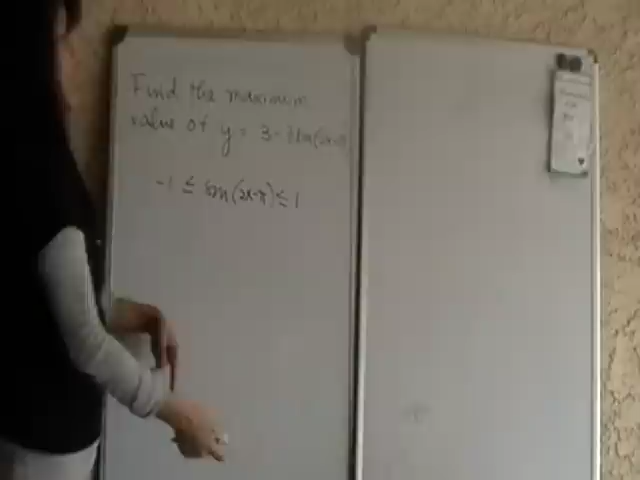 Find the maximum
value of y = 3 -
-1 ≤ sin(2x-π) ≤ 1